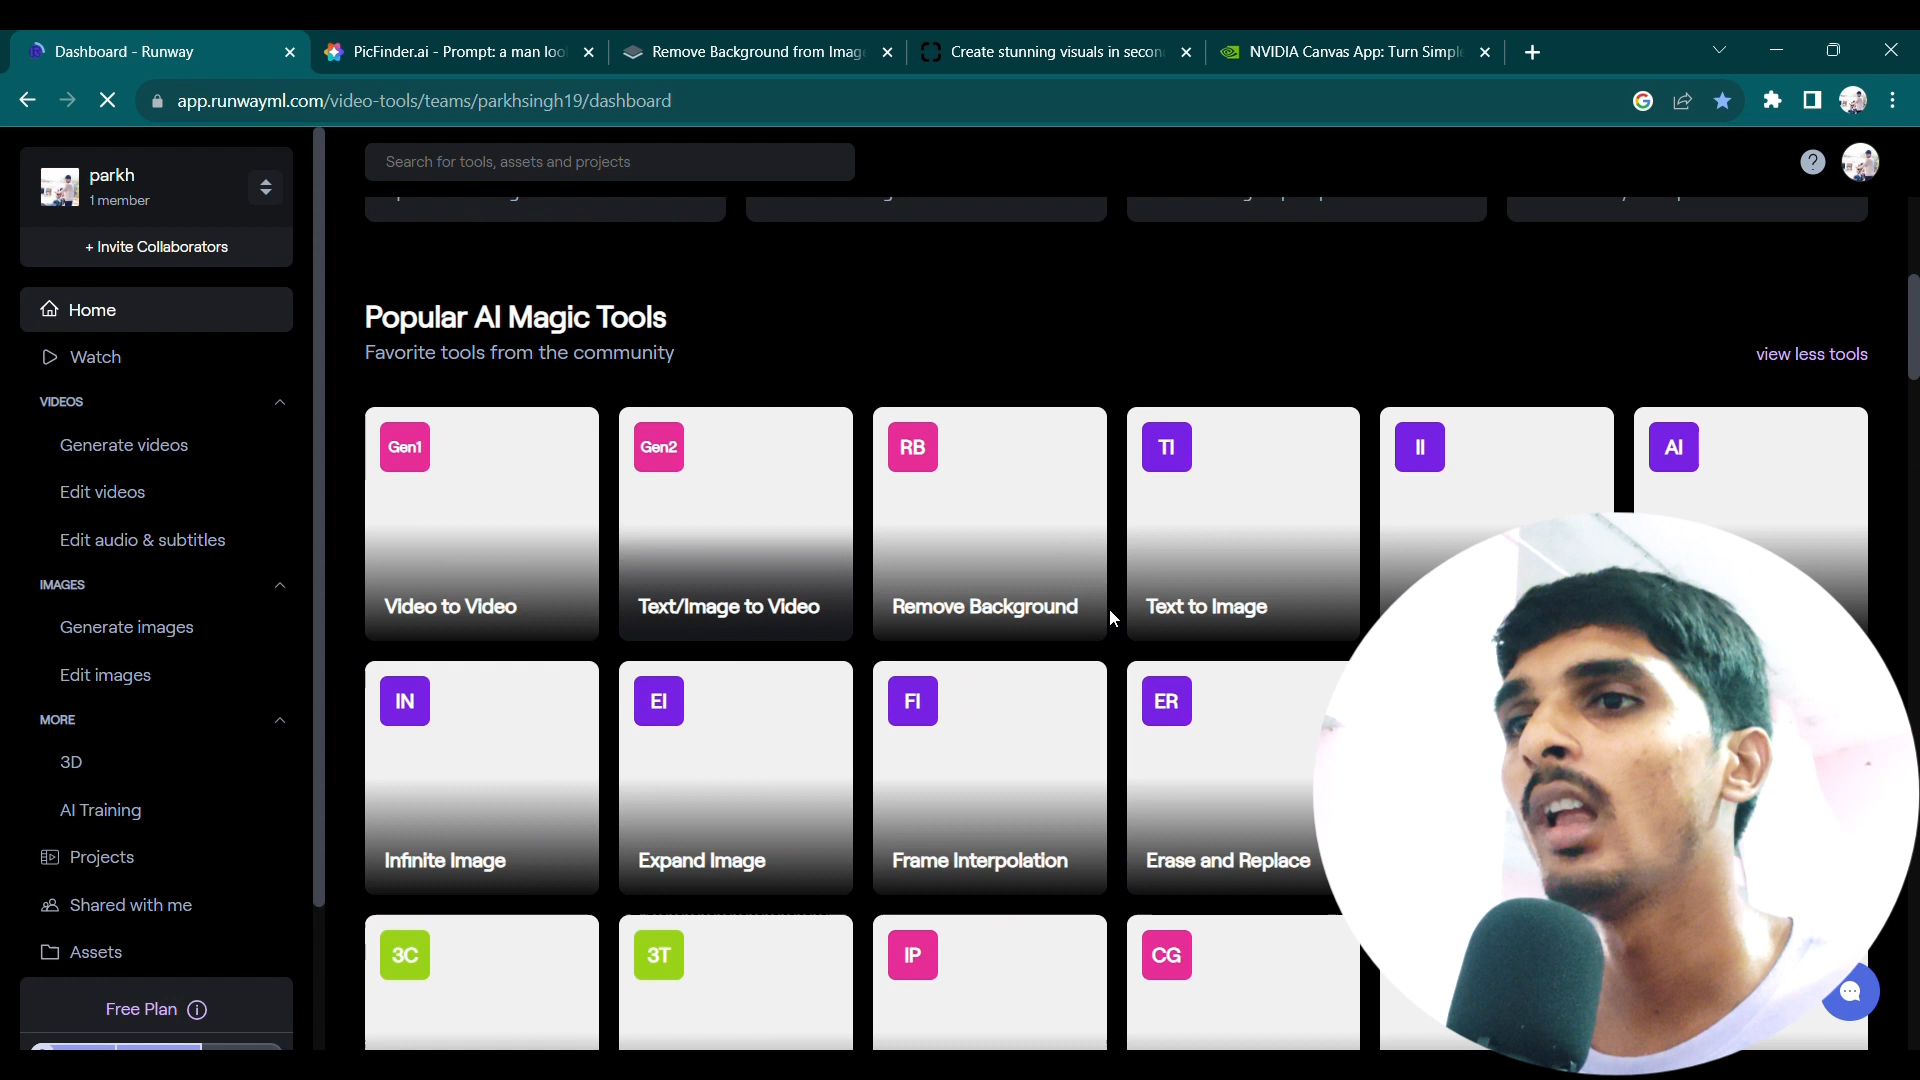 Dashboard - Runway
PicFinder.ai - Prompt: a man loo
Remove Background from Imag
Create stunning visuals in secon
NVIDIA Canvas App: Turn Simpl
app.runwayml.com/video-tools/teams/parkhsingh19/dashboard
parkh
1 member
+ Invite Collaborators
Search for tools, assets and projects
Home
Watch
VIDEOS
Generate videos
Edit videos
Edit audio & subtitles
IMAGES
Generate images
Edit images
MORE
3D
AI Training
Projects
Shared with me
Assets
Free Plan
Popular AI Magic Tools
Favorite tools from the community
view less tools
Gen1
Video to Video
Gen2
Text/Image to Video
RB
Remove Background
TI
Text to Image
II
AI
IN
Infinite Image
EI
Expand Image
FI
Frame Interpolation
ER
Erase and Replace
3C
3T
IP
CG